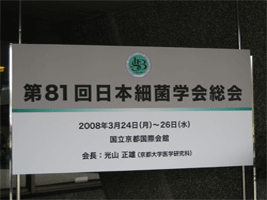 第81回日本細菌学会総会
2008年3月24日(月)~26日(水)
国立京都国際会館
会長：光山 正雄(京都大学医学研究科)